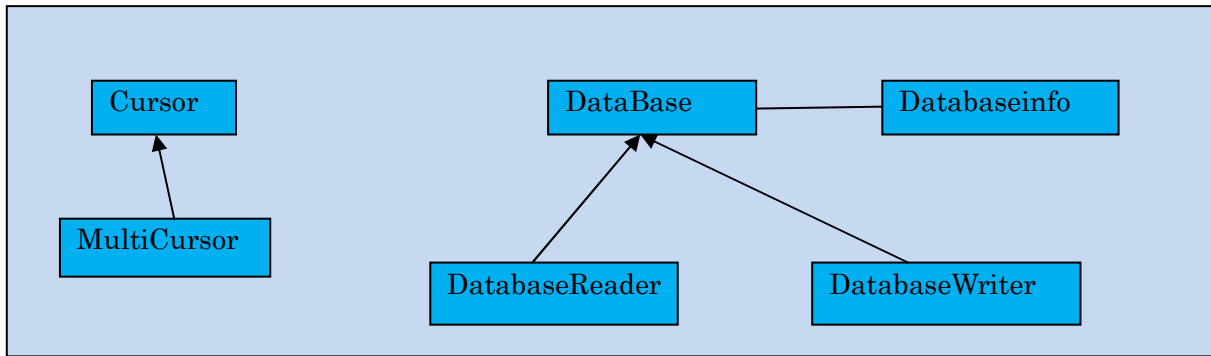 Cursor
DataBase
Databaseinfo
MultiCursor
DatabaseReader
DatabaseWriter